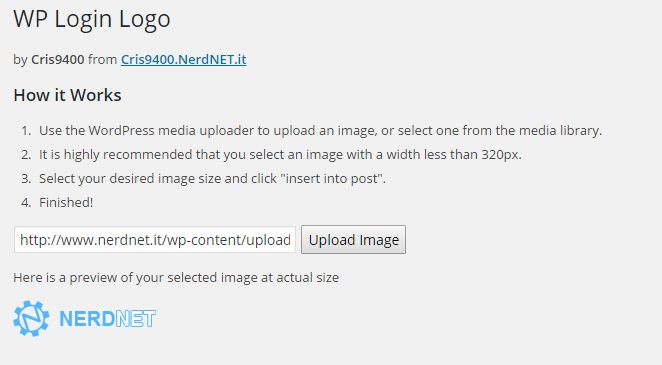 WP Login Logo
by Cris9400 from Cris9400.NerdNET.it
How it Works
1. Use the WordPress media uploader to upload an image, or select one from the media library.
2. It is highly recommended that you select an image with a width less than 320px.
3. Select your desired image size and click "insert into post".
4. Finished!
http://www.nerdnet.it/wp-content/upload Upload Image
Here is a preview of your selected image at actual size
NERDNET